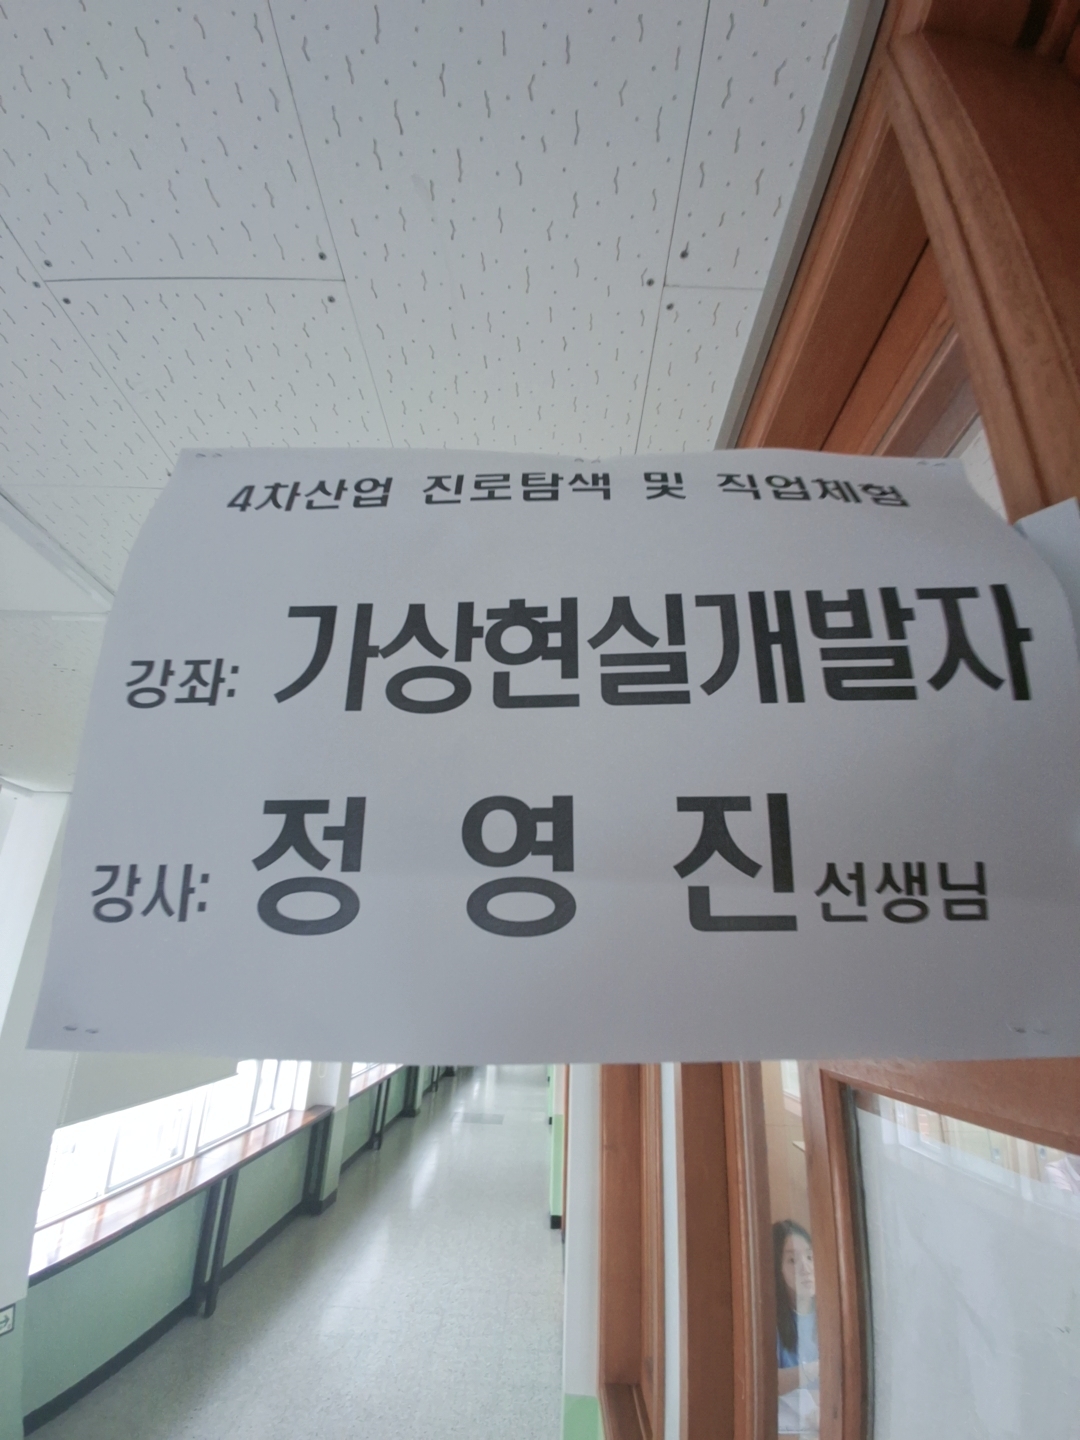 4차산업 진로탐색 및 직업체험
강좌: 가상현실개발자
강사: 정 영 진 선생님